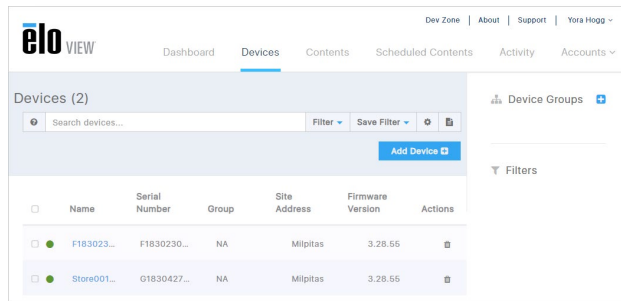 Dev Zone | About | Support | Yora Hogg
ēlo VIEW
Dashboard Devices Contents Scheduled Contents Activity Accounts
Devices (2)
Search devices... Filter Save Filter
Add Device
Device Groups
Filters
Name Serial Number Group Site Address Firmware Version Actions
F183023... F1830230... NA Milpitas 3.28.55
Store001... G1830427... NA Milpitas 3.28.55